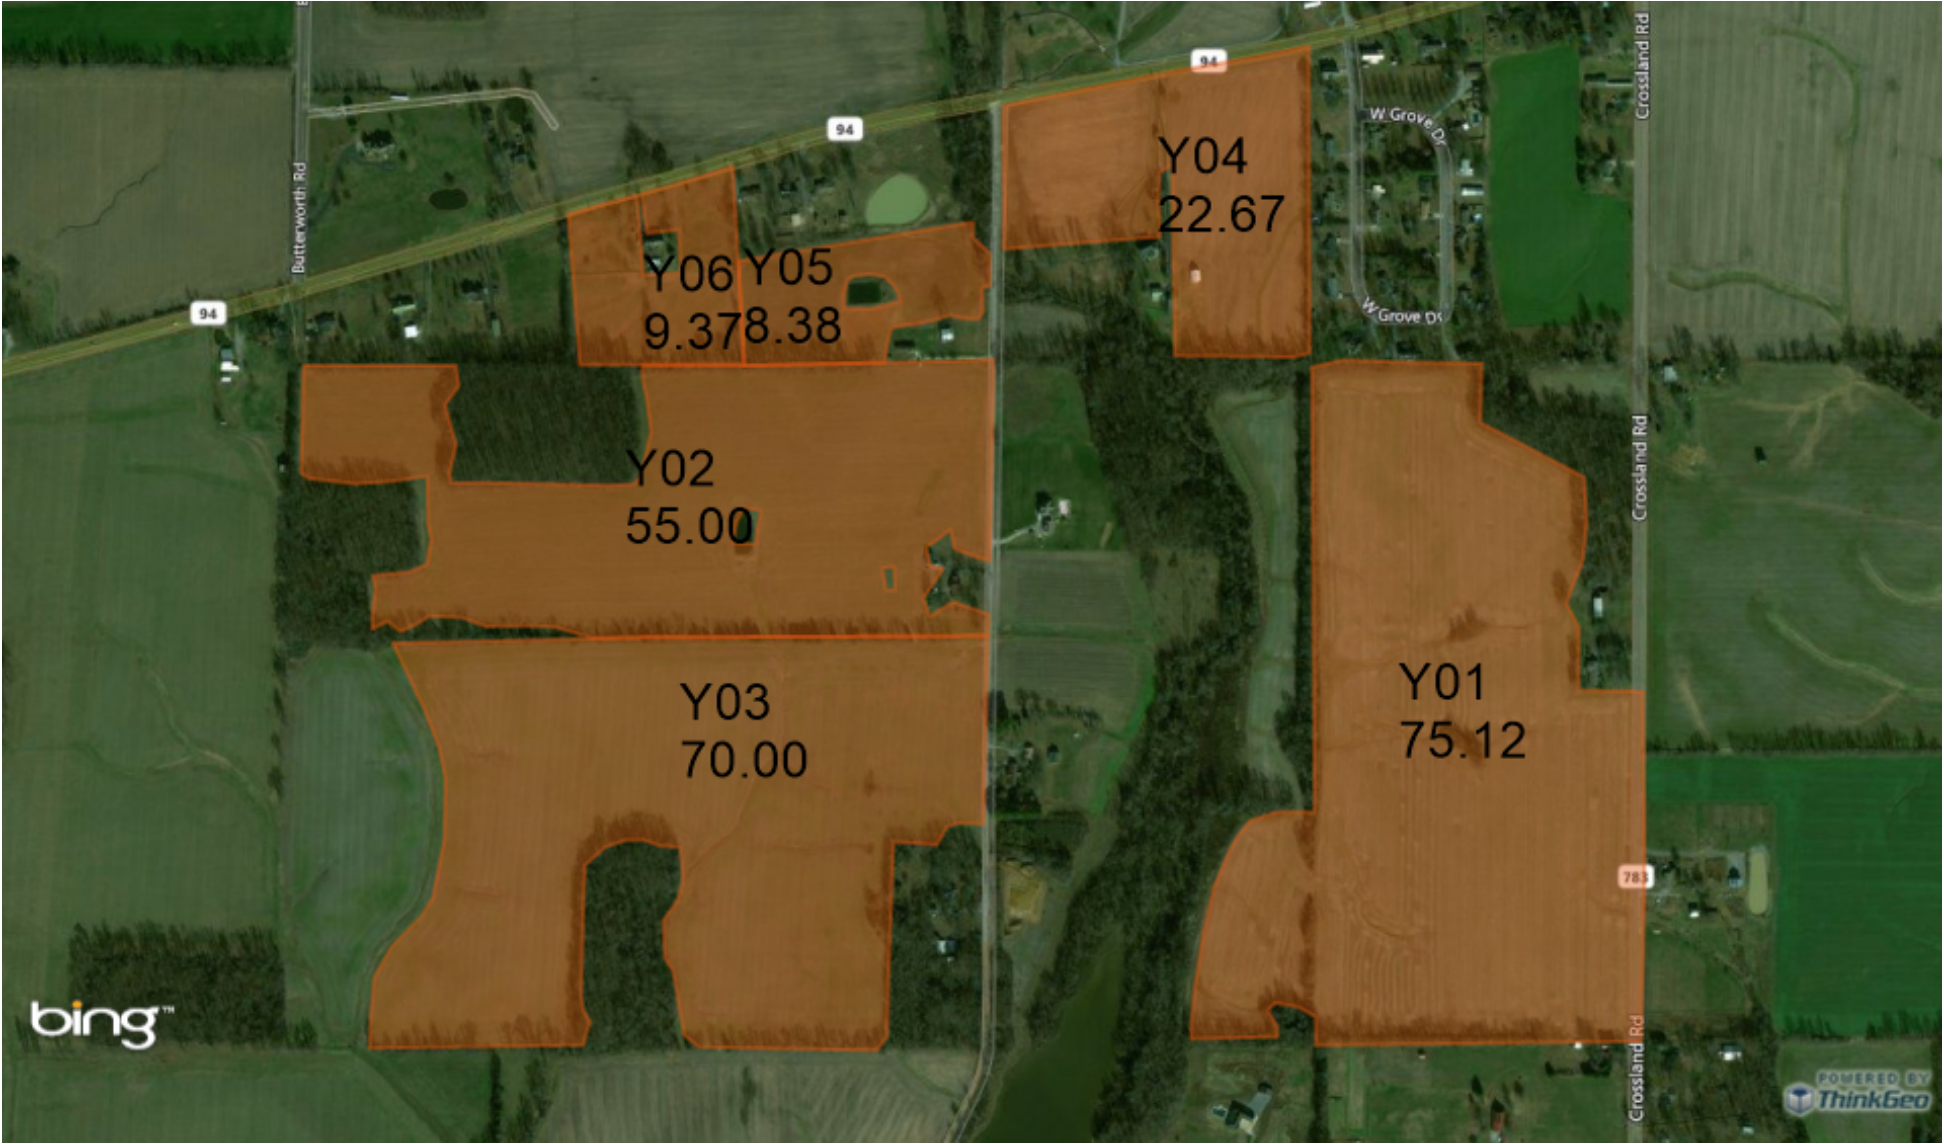 Crossland Rd
94
W Grove Dr
94
Y04
22.67
Butterworth Rd
Y06
9.37
Y05
8.38
94
W Grove Dr
Y02
55.00
Crossland Rd
Y01
75.12
Y03
70.00
783
bing™
Crossland Rd
POWERED BY
ThinkGeo